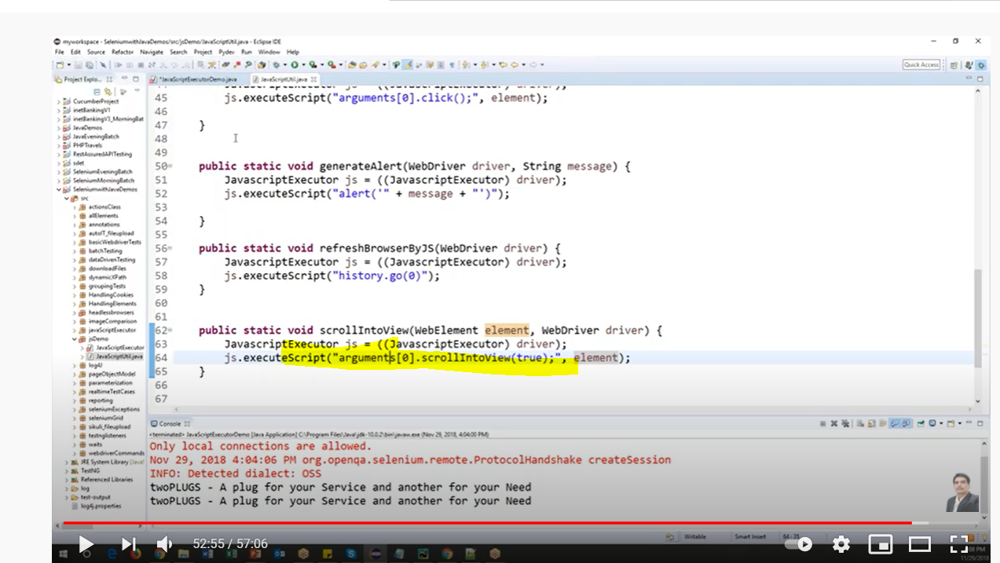 myworkspace - SeleniumwithJavaDemos/src/jsDemo/JavaScriptUtil.java - Eclipse IDE
File Edit Source Refactor Navigate Search Project Pydev Run Window Help
Quick Access
Project Explo...
*JavaScriptExecutorDemo.java
JavaScriptUtil.java
CucumberProject
inetBankingV1
inetBankingV1_MorningBat
JavaDemos
JavaEveningBatch
PHPTravels
RestAssuredAPITesting
sdet
SeleniumEveningBatch
SeleniumMorningBatch
SeleniumwithJavaDemos
src
actionsClass
allElements
annotations
autoIT_fileupload
basicWebdriverTests
batchTesting
dataDrivenTesting
downloadFiles
dynamicXPath
groupingTests
HandlingCookies
HandlingElements
headlessbrowsers
imageComparison
javaScriptExecutor
jsDemo
JavaScriptExecutor
JavaScriptUtil.java
log4J
pageObjectModel
parameterization
realtimeTestCases
reporting
seleniumExceptions
seleniumGrid
sikuli_fileupload
testnglisteners
waits
webdriverCommands
JRE System Library [Java
TestNG
Referenced Libraries
log
test-output
log4j.properties
44 JavascriptExecutor js = ((JavascriptExecutor) driver);
45 js.executeScript("arguments[0].click();", element);
46
47 }
48
49
50 public static void generateAlert(WebDriver driver, String message) {
51 JavascriptExecutor js = ((JavascriptExecutor) driver);
52 js.executeScript("alert('" + message + "')");
53
54 }
55
56 public static void refreshBrowserByJS(WebDriver driver) {
57 JavascriptExecutor js = ((JavascriptExecutor) driver);
58 js.executeScript("history.go(0)");
59 }
60
61
62 public static void scrollIntoView(WebElement element, WebDriver driver) {
63 JavascriptExecutor js = ((JavascriptExecutor) driver);
64 js.executeScript("arguments[0].scrollIntoView(true);", element);
65 }
66
67
Console
<terminated> JavaScriptExecutorDemo [Java Application] C:\Program Files\Java\jdk-10.0.2\bin\javaw.exe (Nov 29, 2018, 4:04:00 PM)
Only local connections are allowed.
Nov 29, 2018 4:04:06 PM org.openqa.selenium.remote.ProtocolHandshake createSession
INFO: Detected dialect: OSS
twoPLUGS - A plug for your Service and another for your Need
twoPLUGS - A plug for your Service and another for your Need
Writable Smart Insert 64 : 35
52:55 / 57:06
11/29/2018